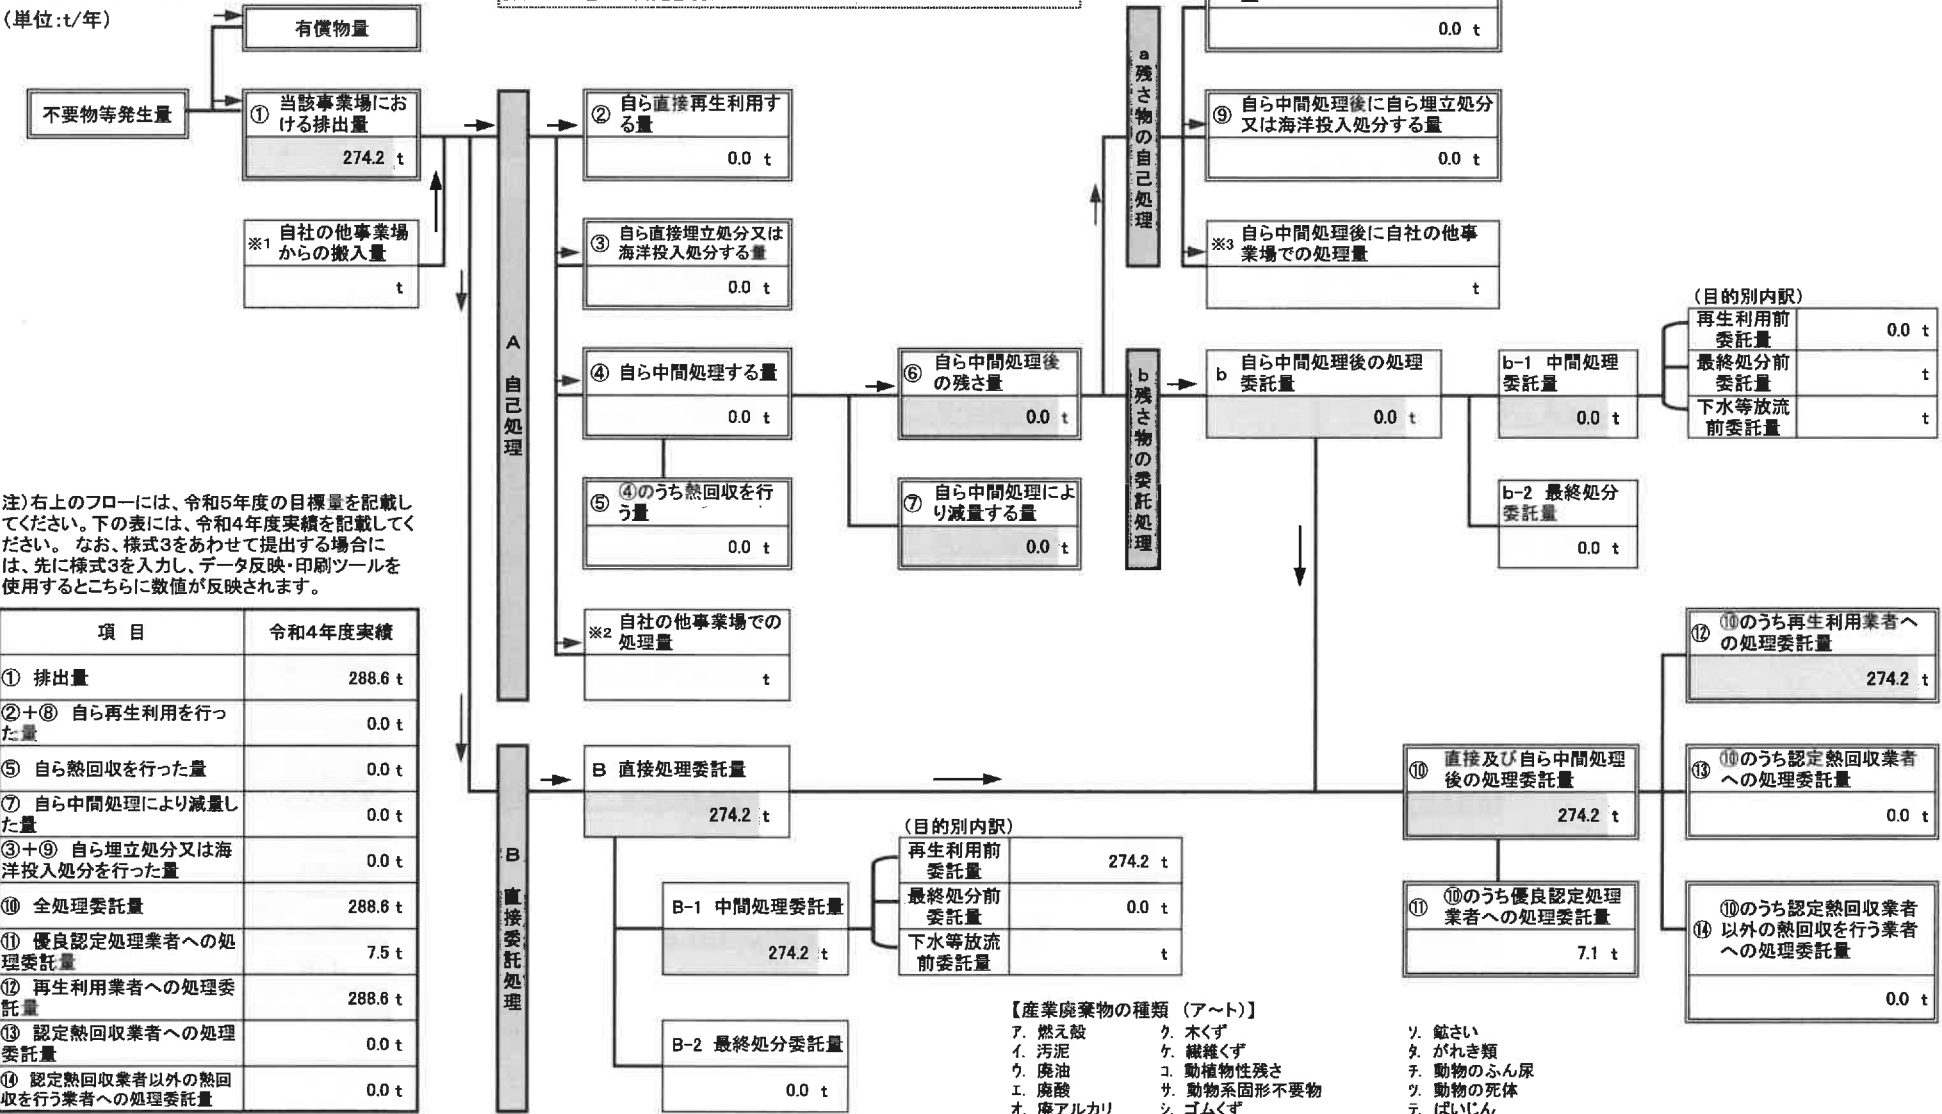 (単位:t/年)
有償物量
不要物等発生量
① 当該事業場にお
ける排出量
274.2 t
※1 自社の他事業場
からの搬入量
t
A 自己処理
② 自ら直接再生利用す
る量
0.0 t
③ 自ら直接埋立処分又は
海洋投入処分する量
0.0 t
④ 自ら中間処理する量
0.0 t
⑤ ④のうち熱回収を行
う量
0.0 t
※2 自社の他事業場での
処理量
t
⑥ 自ら中間処理後
の残さ量
0.0 t
⑦ 自ら中間処理によ
り減量する量
0.0 t
a 残さ物の自己処理
0.0 t
⑨ 自ら中間処理後に自ら埋立処分
又は海洋投入処分する量
0.0 t
※3 自ら中間処理後に自社の他事
業場での処理量
t
b 残さ物の委託処理
b 自ら中間処理後の処理
委託量
0.0 t
b-1 中間処理
委託量
0.0 t
b-2 最終処分
委託量
0.0 t
(目的別内訳)
再生利用前
委託量 0.0 t
最終処分前
委託量 t
下水等放流
前委託量 t
注)右上のフローには、令和5年度の目標量を記載し
てください。下の表には、令和4年度実績を記載してく
ださい。 なお、様式3をあわせて提出する場合に
は、先に様式3を入力し、データ反映・印刷ツールを
使用するとこちらに数値が反映されます。
項 目 令和4年度実績
① 排出量 288.6 t
②+⑧ 自ら再生利用を行っ
た量 0.0 t
⑤ 自ら熱回収を行った量 0.0 t
⑦ 自ら中間処理により減量し
た量 0.0 t
③+⑨ 自ら埋立処分又は海
洋投入処分を行った量 0.0 t
⑩ 全処理委託量 288.6 t
⑪ 優良認定処理業者への処
理委託量 7.5 t
⑫ 再生利用業者への処理委
託量 288.6 t
⑬ 認定熱回収業者への処理
委託量 0.0 t
⑭ 認定熱回収業者以外の熱回
収を行う業者への処理委託量 0.0 t
B 直接委託処理
B 直接処理委託量
274.2 t
B-1 中間処理委託量
274.2 t
B-2 最終処分委託量
0.0 t
(目的別内訳)
再生利用前
委託量 274.2 t
最終処分前
委託量 0.0 t
下水等放流
前委託量 t
⑩ 直接及び自ら中間処理
後の処理委託量
274.2 t
⑪ ⑩のうち優良認定処理
業者への処理委託量
7.1 t
⑫ ⑩のうち再生利用業者へ
の処理委託量
274.2 t
⑬ ⑩のうち認定熱回収業者
への処理委託量
0.0 t
⑭ ⑩のうち認定熱回収業者
以外の熱回収を行う業者
への処理委託量
0.0 t
【産業廃棄物の種類 (ア~ト)】
ア. 燃え殻 ク. 木くず ソ. 鉱さい
イ. 汚泥 ケ. 繊維くず タ. がれき類
ウ. 廃油 コ. 動植物性残さ チ. 動物のふん尿
エ. 廃酸 サ. 動物系固形不要物 ツ. 動物の死体
オ. 廃アルカリ シ. ゴムくず テ. ばいじん